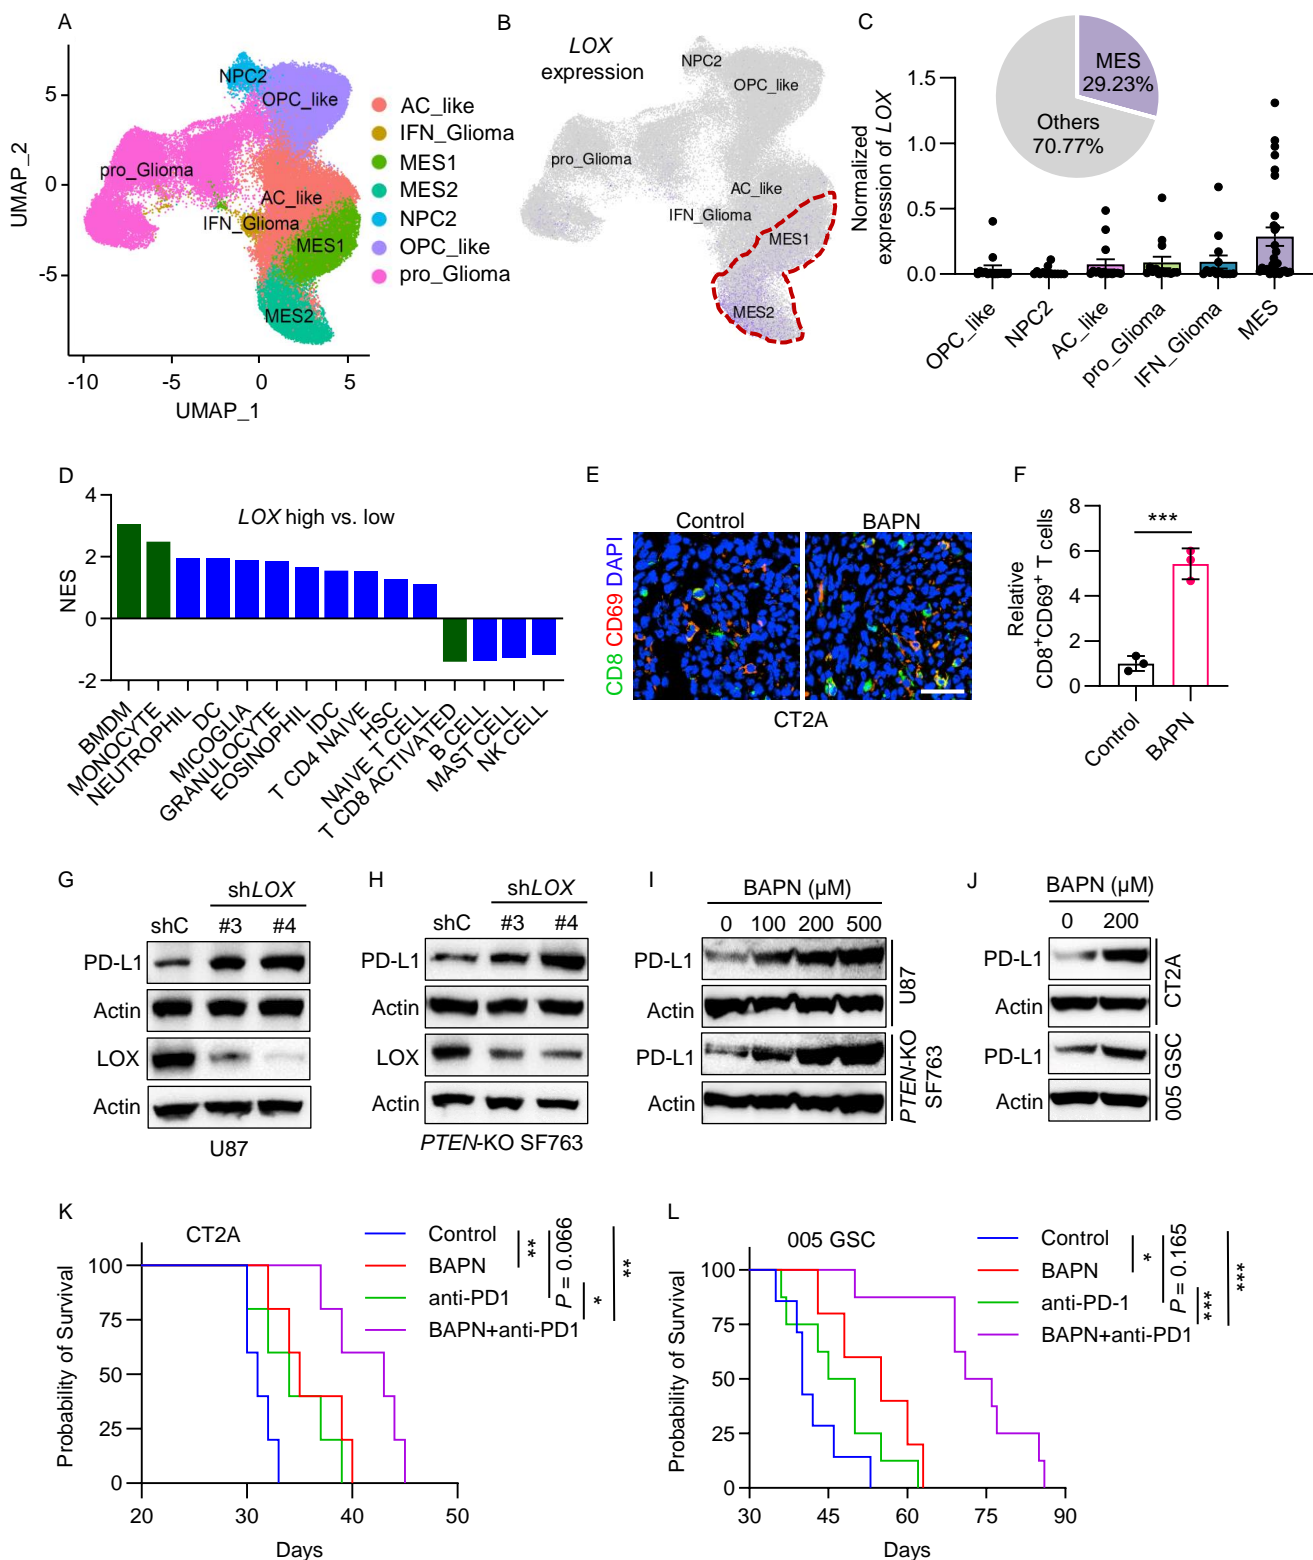 A
UMAP_2
5
0
-5
-10
-5
0
5
UMAP_1
NPC2
OPC_like
pro_Glioma
AC_like
IFN_Glioma
MES1
MES2
AC_like
IFN_Glioma
MES1
MES2
NPC2
OPC_like
pro_Glioma
B
LOX
expression
NPC2
OPC_like
pro_Glioma
AC_like
IFN_Glioma
MES1
MES2
C
MES
29.23%
Others
70.77%
Normalized
expression of LOX
1.5
1.0
0.5
0.0
OPC_like
NPC2
AC_like
pro_Glioma
IFN_Glioma
MES
D
LOX high vs. low
NES
4
2
0
-2
BMDM
MONOCYTE
NEUTROPHIL
DC
MICOGLIA
GRANULOCYTE
EOSINOPHIL
IDC
T CD4 NAIVE
HSC
NAIVE T CELL
T CD8 ACTIVATED
B CELL
MAST CELL
NK CELL
E
Control
BAPN
CD8 CD69 DAPI
CT2A
F
Relative
CD8+CD69+ T cells
8
6
4
2
0
***
Control
BAPN
G
shLOX
shC #3 #4
PD-L1
Actin
LOX
Actin
U87
H
shLOX
shC #3 #4
PD-L1
Actin
LOX
Actin
PTEN-KO SF763
I
BAPN (μM)
0 100 200 500
PD-L1
Actin
U87
PD-L1
Actin
PTEN-KO
SF763
J
BAPN (μM)
0 200
PD-L1
Actin
CT2A
PD-L1
Actin
005 GSC
K
CT2A
Control
BAPN
anti-PD1
BAPN+anti-PD1
**
P = 0.066
*
**
Probability of Survival
100
75
50
25
0
20
30
40
50
Days
L
005 GSC
Control
BAPN
anti-PD-1
BAPN+anti-PD1
*
P = 0.165
***
***
Probability of Survival
100
75
50
25
0
30
45
60
75
90
Days